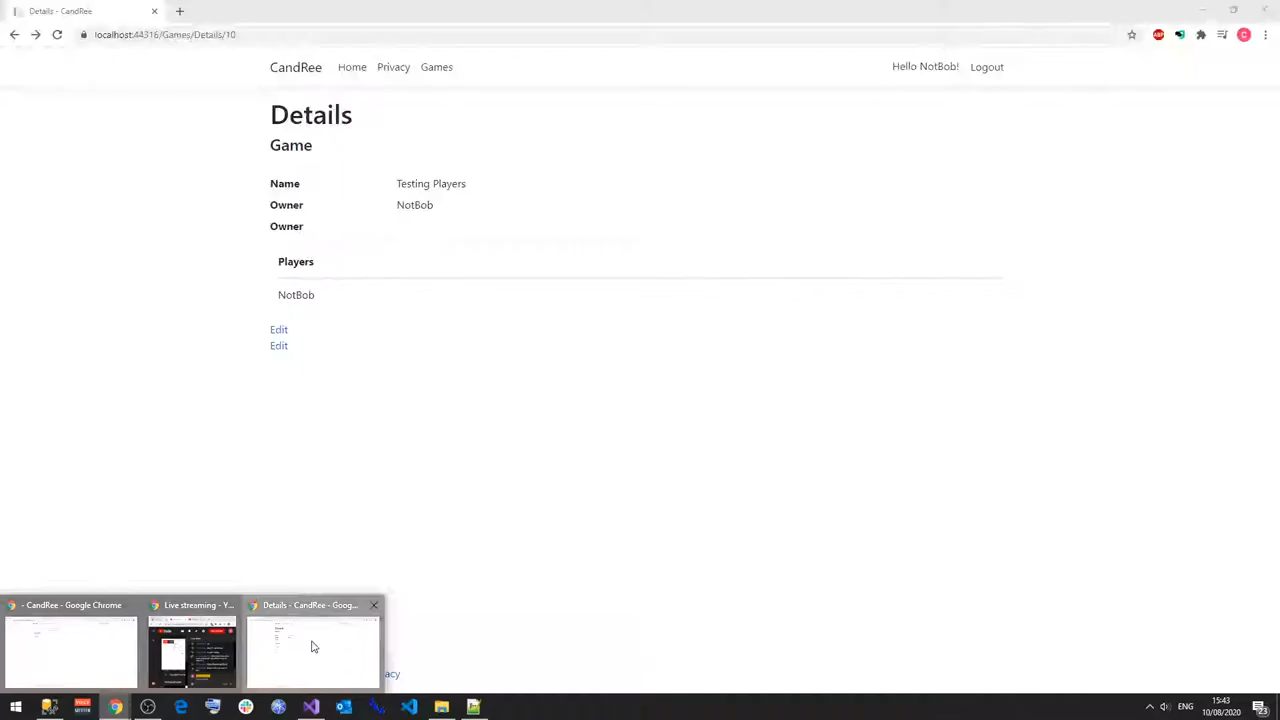 Details - CandRee
localhost:44316/Games/Details/10
ABP
C
CandRee Home Privacy Games Hello NotBob! Logout
Details
Game
Name Testing Players
Owner NotBob
Owner
Players
NotBob
Edit
Edit
- CandRee - Google Chrome Live streaming - Y... Details - CandRee - Goog...
acy
ENG 15:43
10/08/2020
23